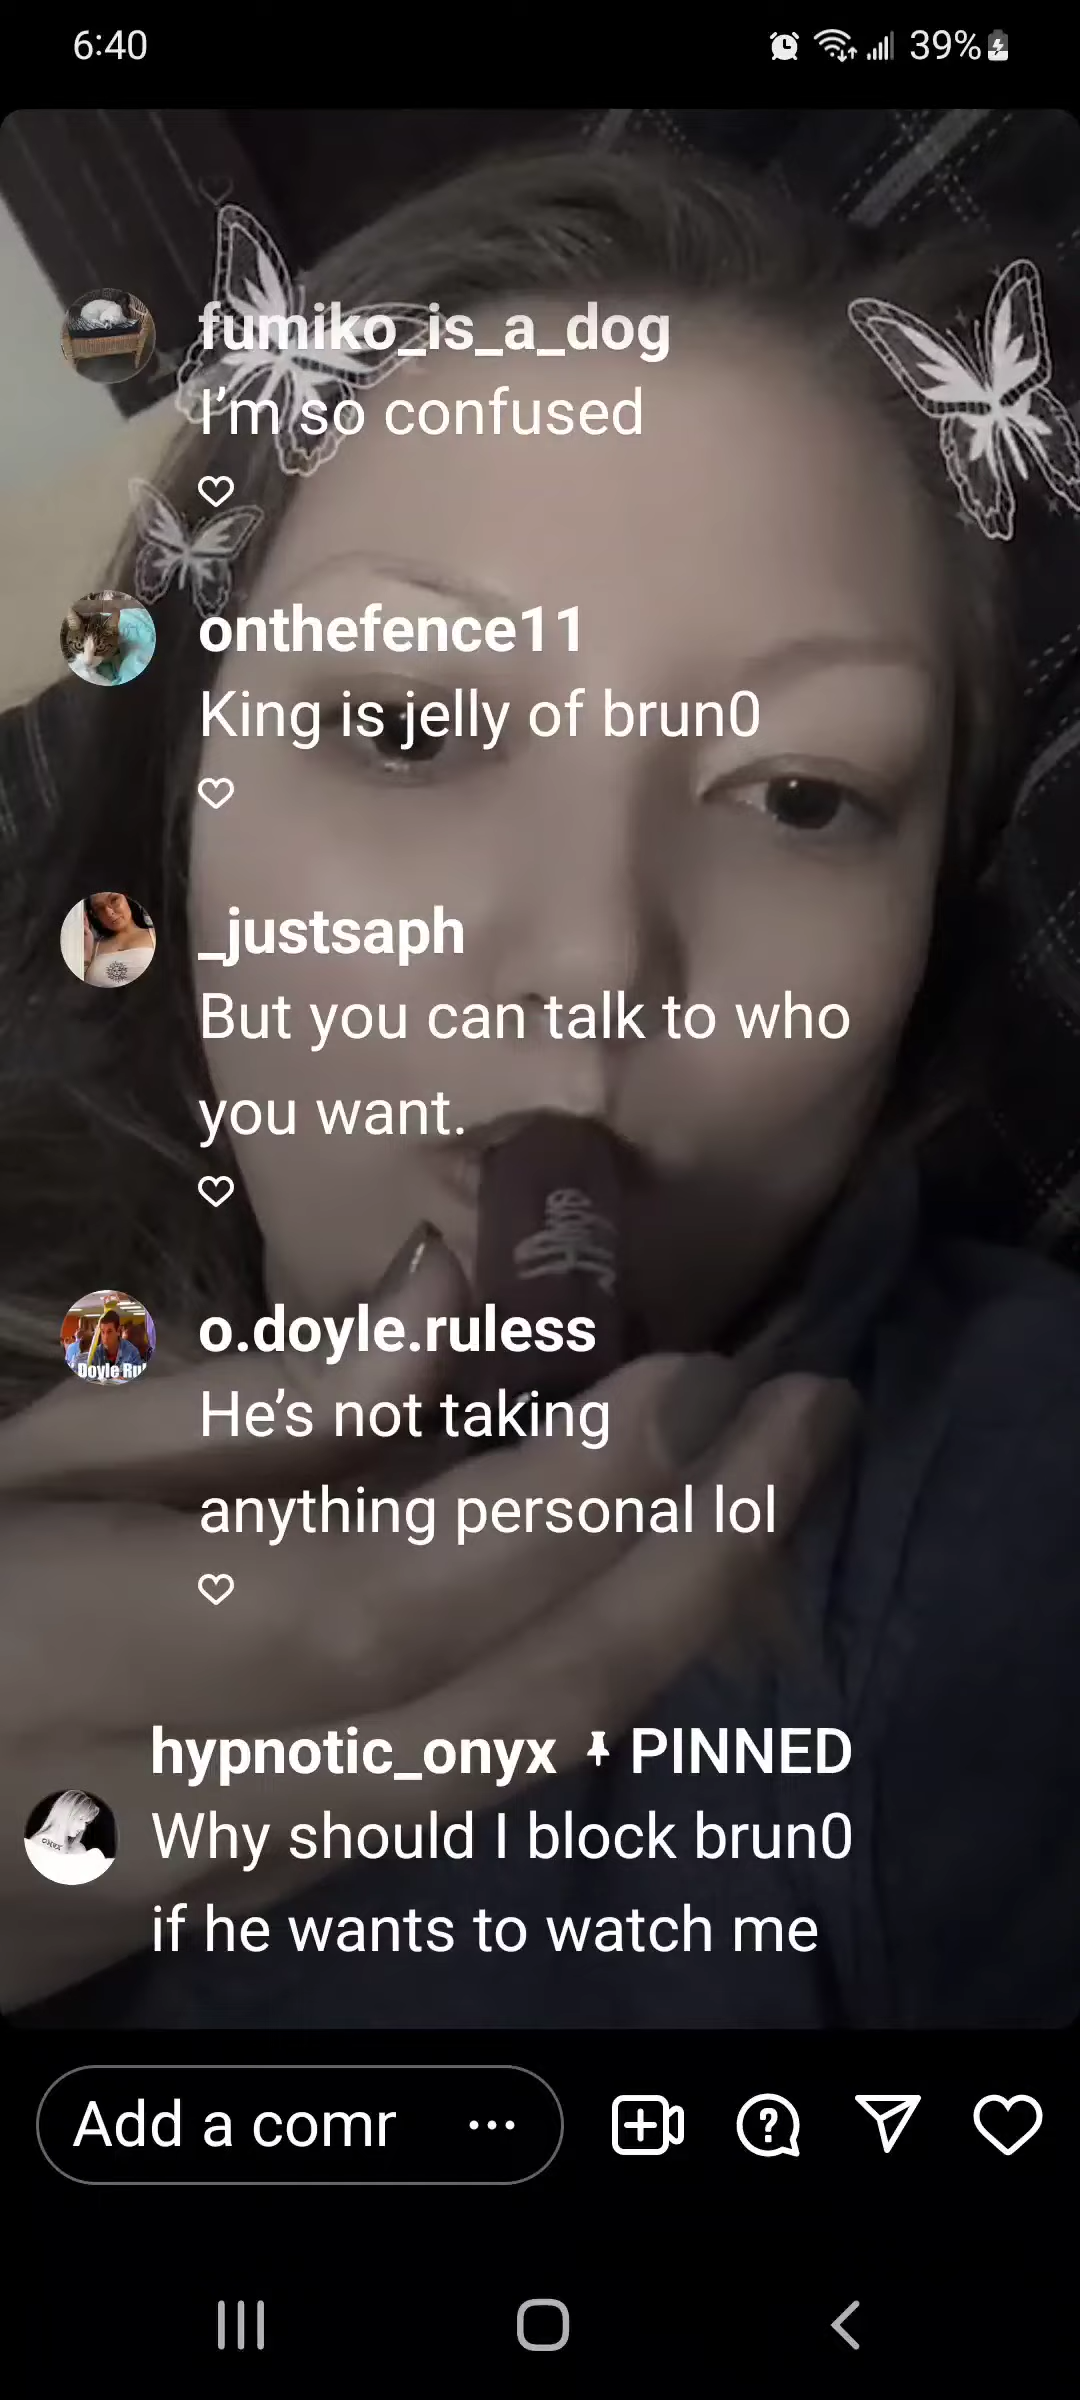 6:40
39%
fumiko_is_a_dog
I'm so confused
onthefence11
King is jelly of brun0
_justsaph
But you can talk to who
you want.
o.doyle.ruless
He's not taking
anything personal lol
hypnotic_onyx PINNED
Why should I block brun0
if he wants to watch me
Add a comr ...